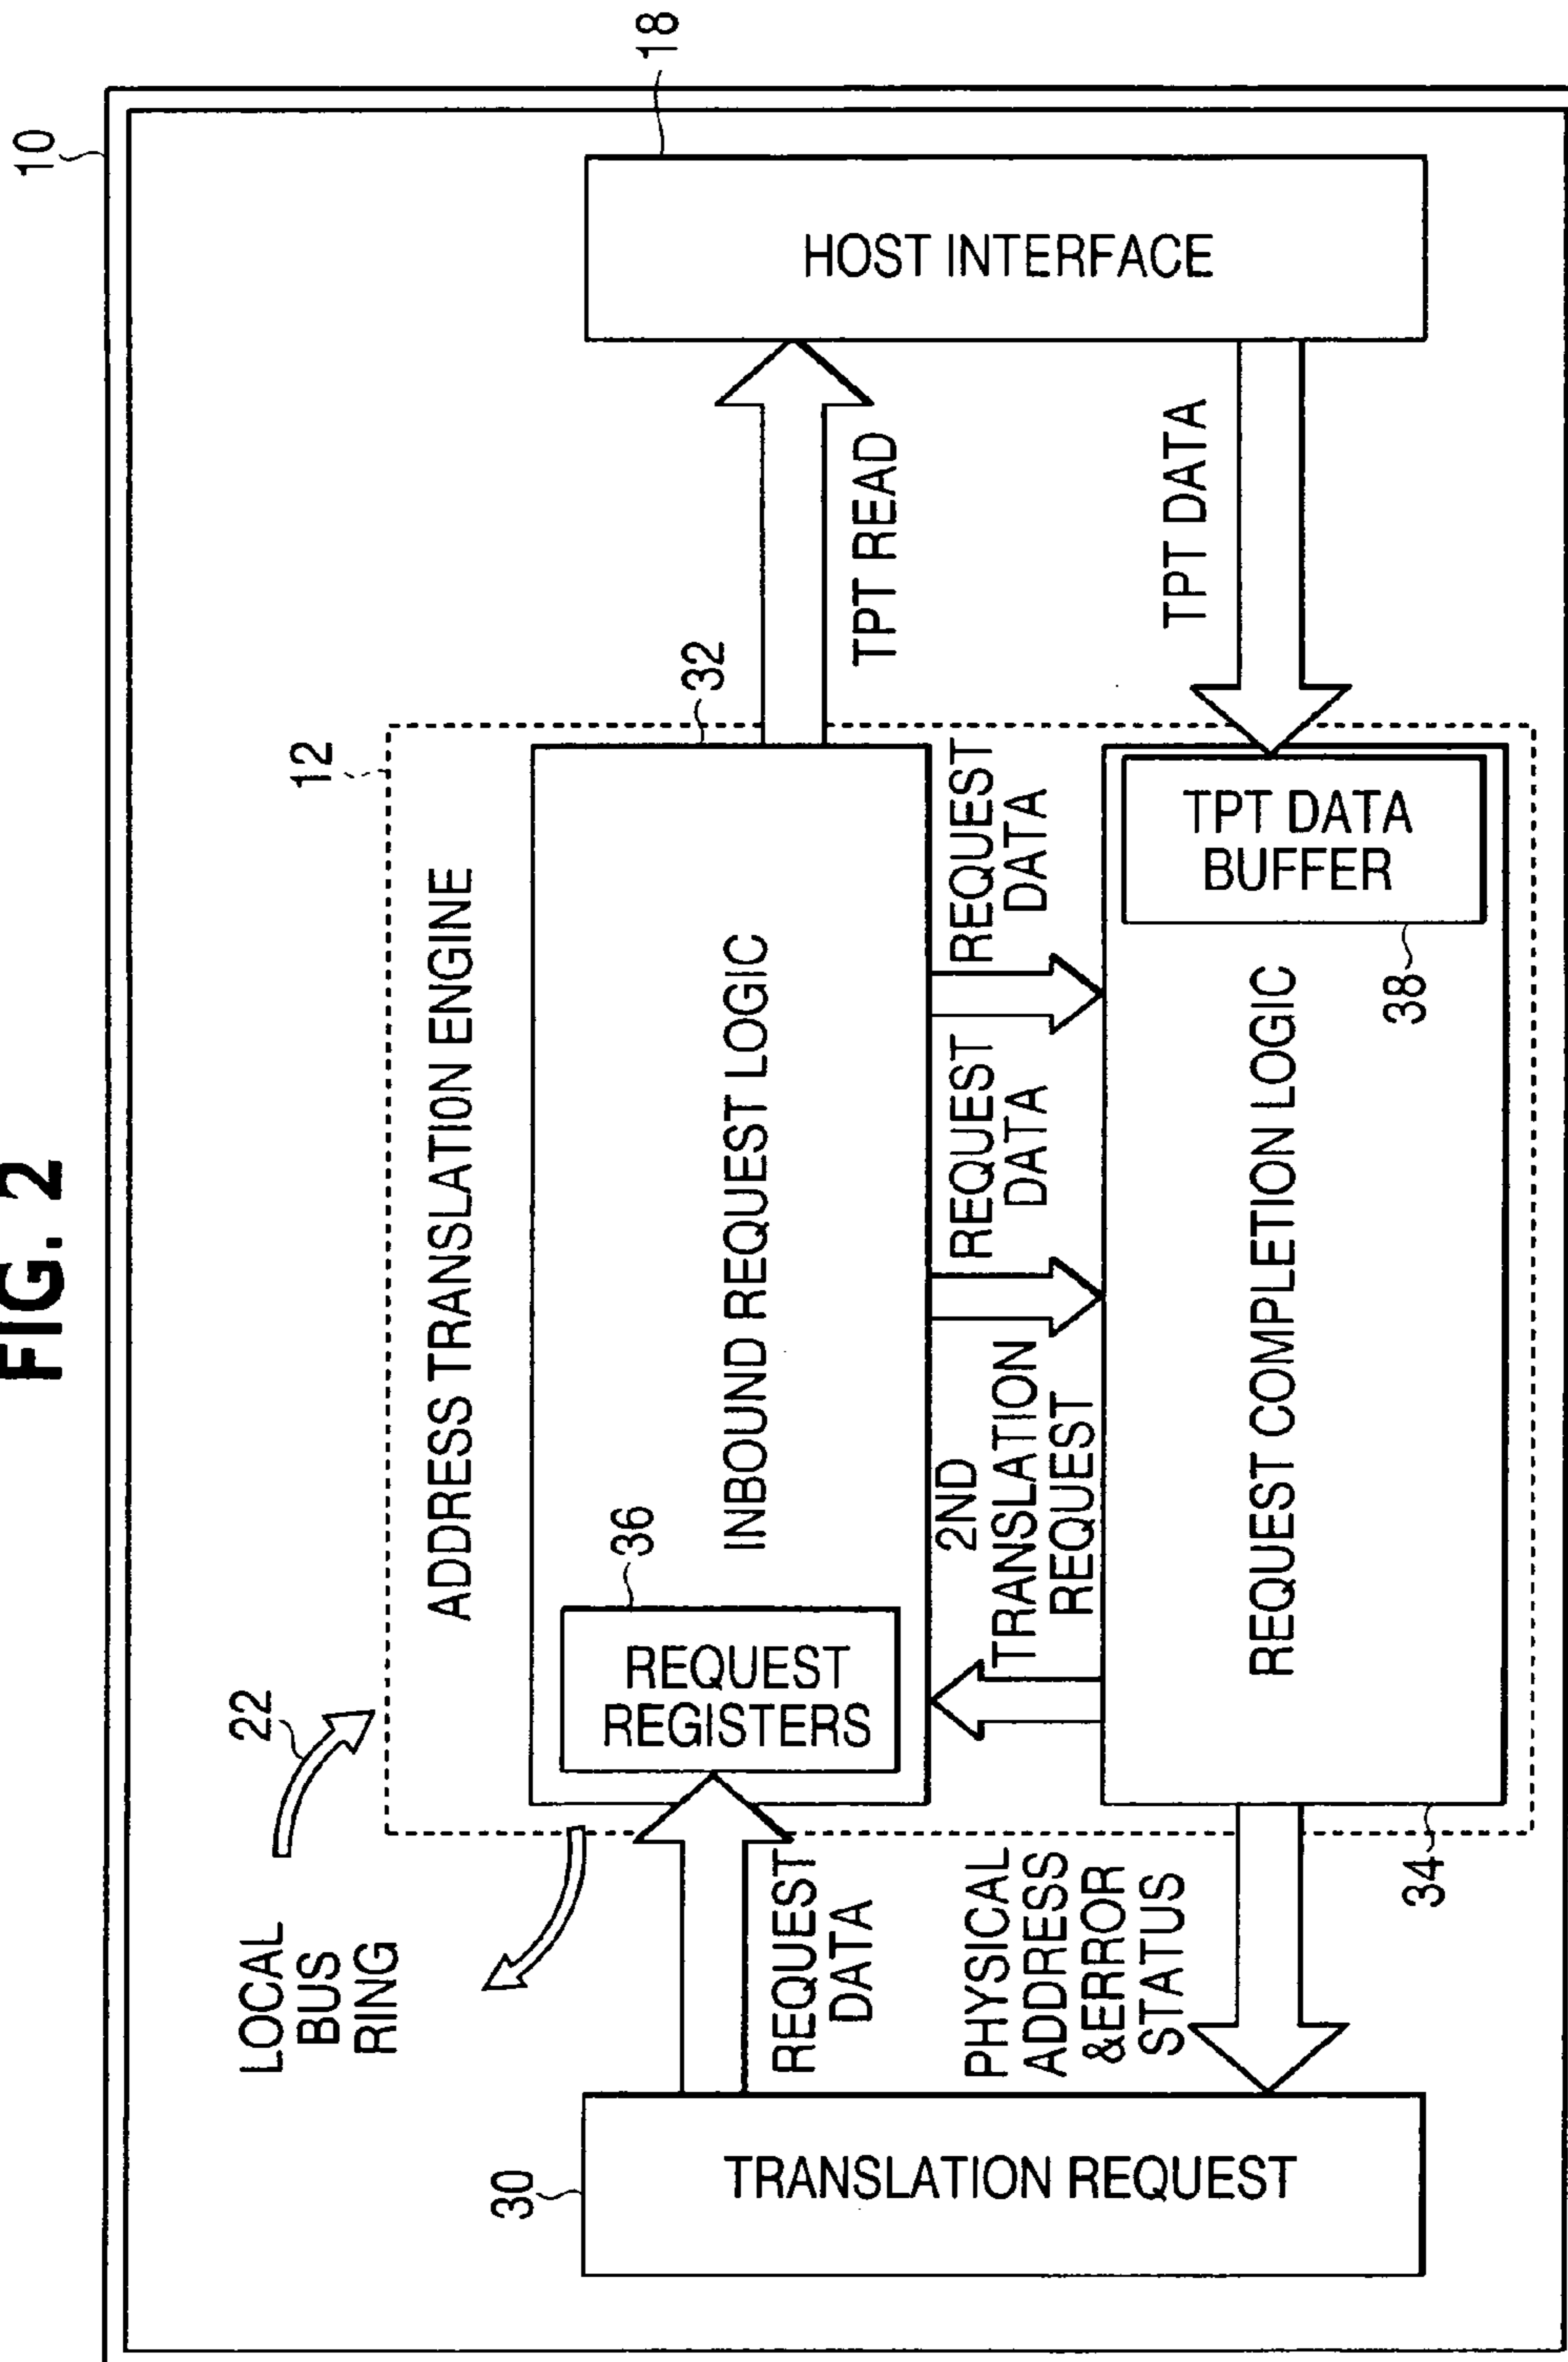 FIG. 2
10
LOCAL
BUS
RING
22
12
18
ADDRESS TRANSLATION ENGINE
30
TRANSLATION REQUEST
REQUEST
DATA
PHYSICAL
ADDRESS
&ERROR
STATUS
34
REQUEST
REGISTERS
36
INBOUND REQUEST LOGIC
32
2ND
TRANSLATION
REQUEST
REQUEST
DATA
REQUEST
DATA
REQUEST COMPLETION LOGIC
TPT DATA
BUFFER
38
TPT READ
TPT DATA
HOST INTERFACE